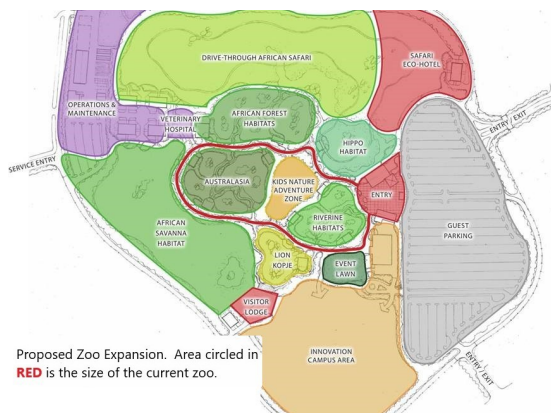 DRIVE-THROUGH AFRICAN SAFARI
SAFARI
ECO-HOTEL
OPERATIONS &
MAINTENANCE
VETERINARY
HOSPITAL
AFRICAN FOREST
HABITATS
ENTRY / EXIT
HIPPO
HABITAT
SERVICE ENTRY
AUSTRALASIA
KIDS NATURE
ADVENTURE
ZONE
ENTRY
RIVERINE
HABITATS
AFRICAN
SAVANNA
HABITAT
GUEST
PARKING
LION
KOPJE
EVENT
LAWN
VISITOR
LODGE
INNOVATION
CAMPUS AREA
ENTRY / EXIT
Proposed Zoo Expansion. Area circled in
RED is the size of the current zoo.